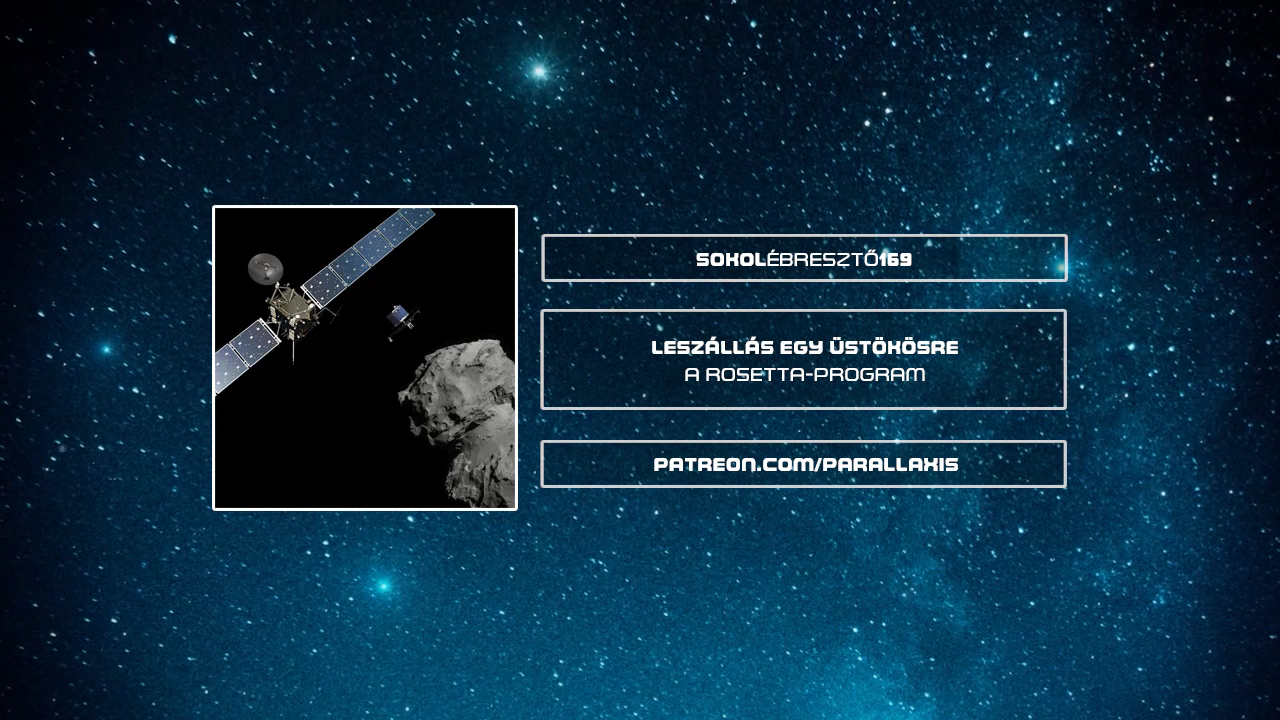 SOKOLÉBRESZTŐ169
LESZÁLLÁS EGY ÜSTÖKÖSRE
A ROSETTA-PROGRAM
PATREON.COM/PARALLAXIS